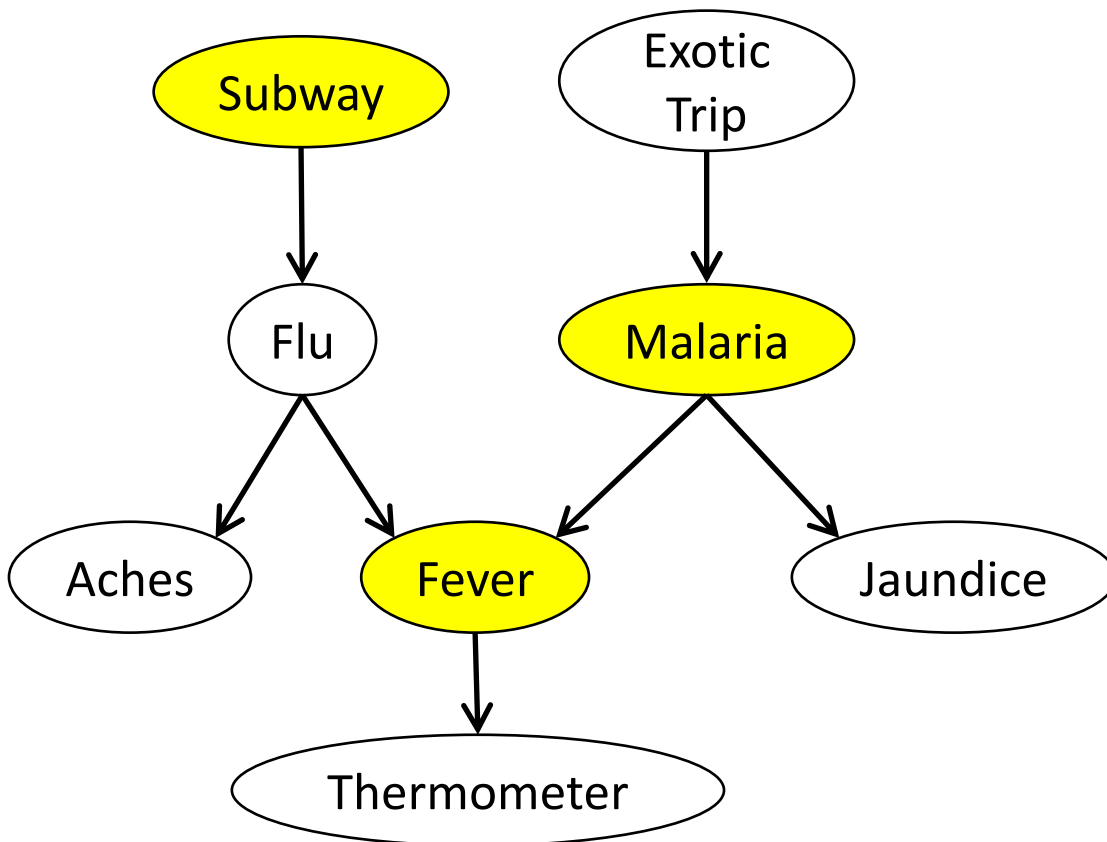 Subway
Exotic
Trip
Flu
Malaria
Aches
Fever
Jaundice
Thermometer